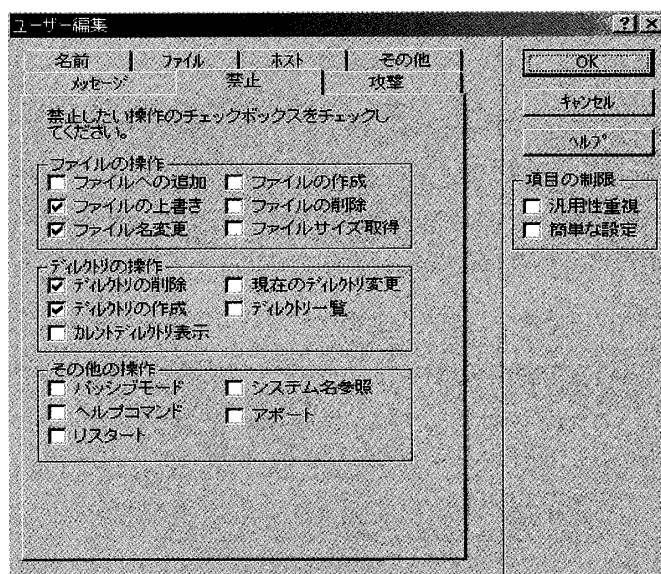 ユーザー編集
名前 ファイル ホスト その他
メッセージ 禁止 攻撃
禁止したい操作のチェックボックスをチェックし
てください。
ファイルの操作
ファイルへの追加 ファイルの作成
ファイルの上書き ファイルの削除
ファイル名変更 ファイルサイズ取得
ディレクトリの操作
ディレクトリの削除 現在のディレクトリ変更
ディレクトリの作成 ディレクトリ一覧
カレントディレクトリ表示
その他の操作
パッシブモード システム名参照
ヘルプコマンド アボート
リスタート
OK
キャンセル
ヘルプ
項目の制限
汎用性重視
簡単な設定